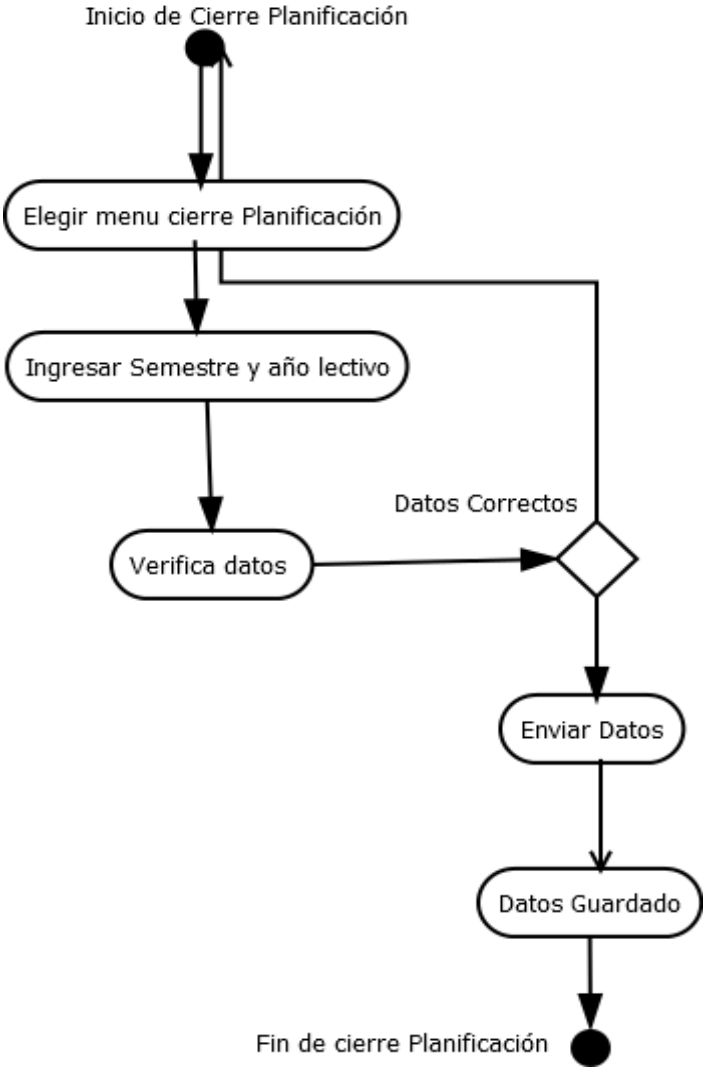 Inicio de Cierre Planificación
Elegir menu cierre Planificación
Ingresar Semestre y año lectivo
Datos Correctos
Verifica datos
Enviar Datos
Datos Guardado
Fin de cierre Planificación